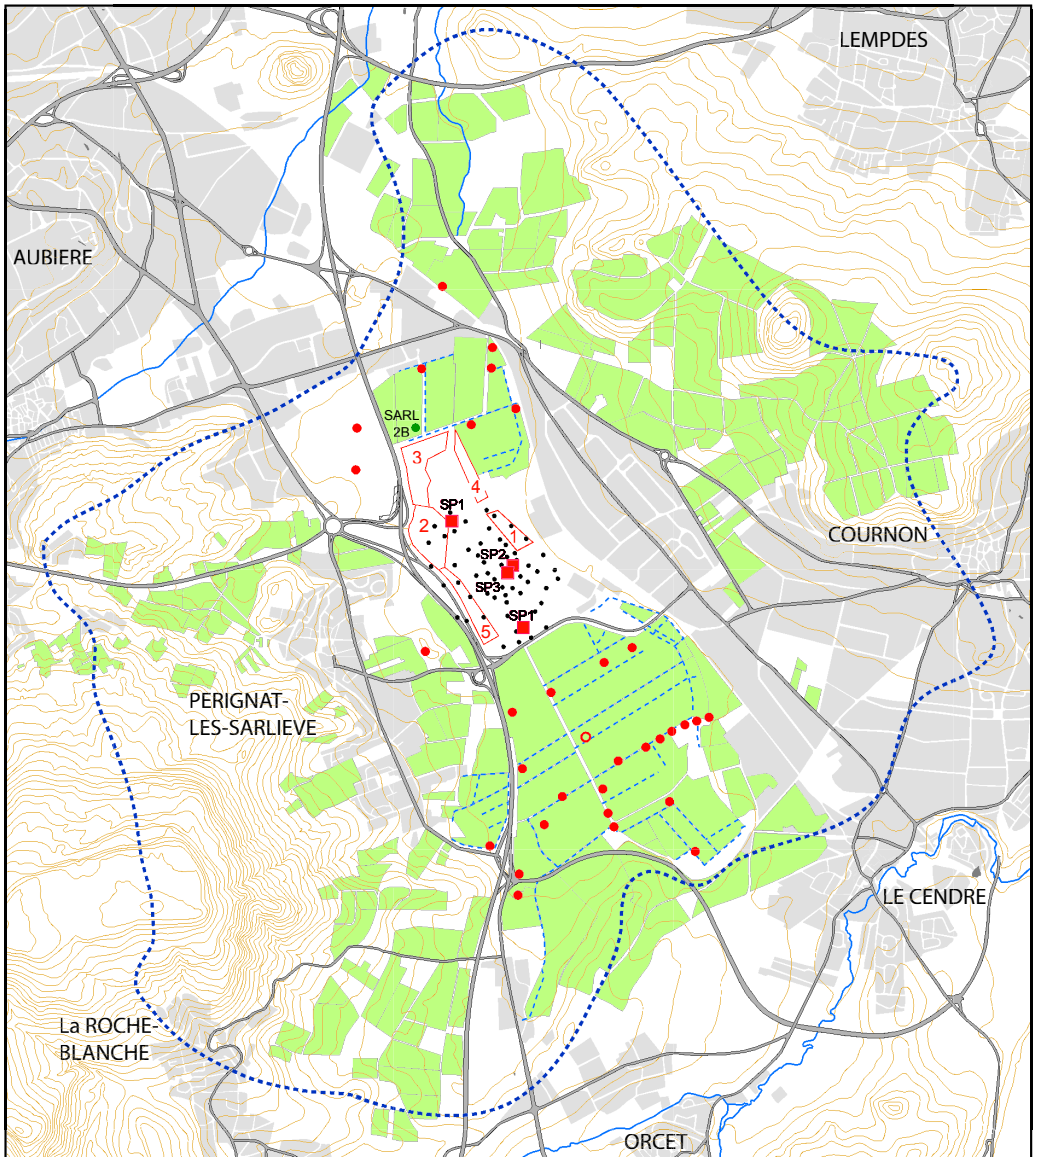 LEMPDES
AUBIERE
SARL
2B
3
4
SP1
2
1
SP2
COURNON
SP3
SP1'
5
PERIGNAT-
LES-SARLIEVE
LE CENDRE
La ROCHE-
BLANCHE
ORCET